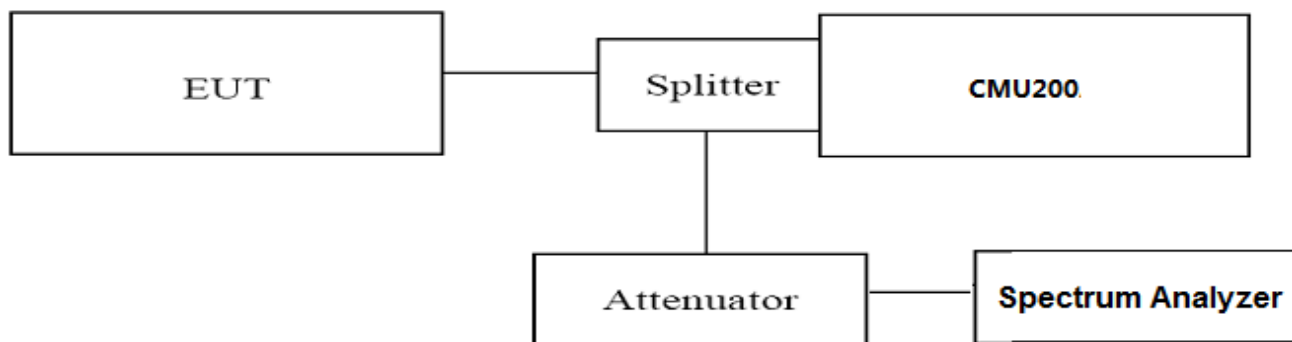 EUT
Splitter
CMU200
Attenuator
Spectrum Analyzer